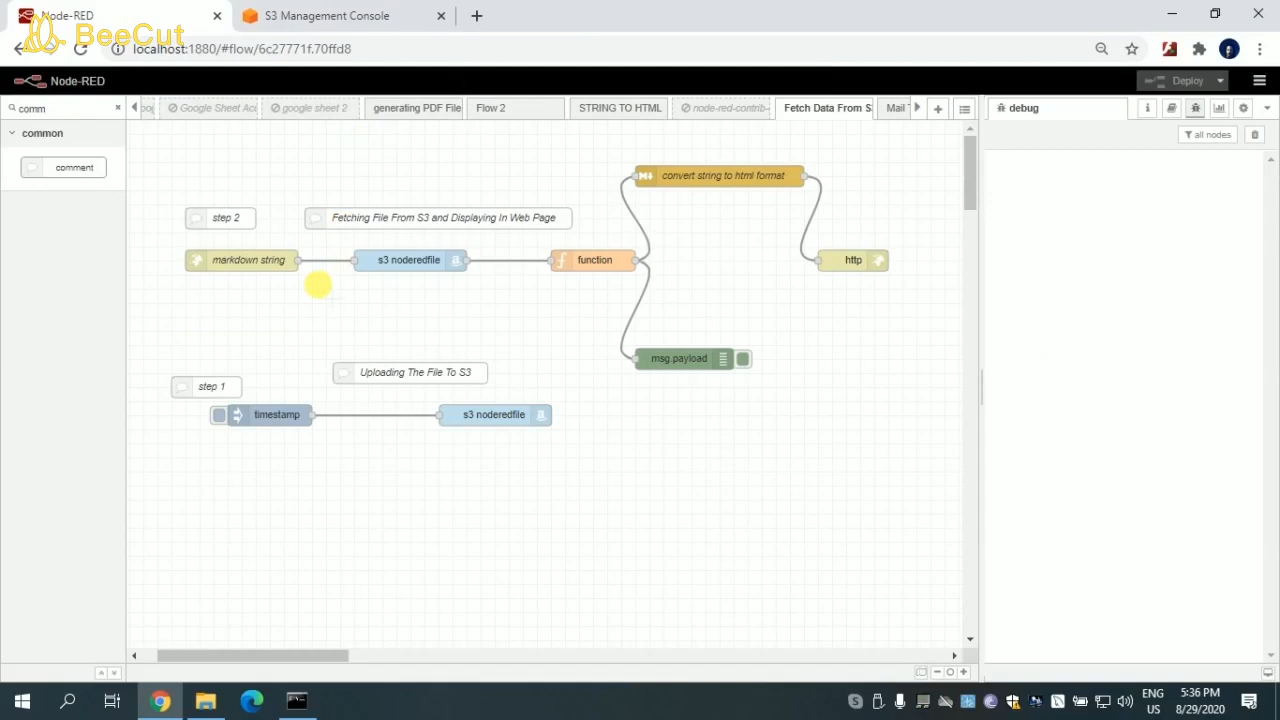 Node-RED
S3 Management Console
BeeCut
localhost:1880/#flow/6c27771f.70ffd8
Node-RED
Deploy
comm
Google Sheet Acc
google sheet 2
generating PDF File
Flow 2
STRING TO HTML
node-red-contrib-
Fetch Data From S3
Mail
debug
common
all nodes
comment
convert string to html format
step 2
Fetching File From S3 and Displaying In Web Page
markdown string
s3 noderedfile
function
http
msg.payload
Uploading The File To S3
step 1
timestamp
s3 noderedfile
ENG
US
5:36 PM
8/29/2020